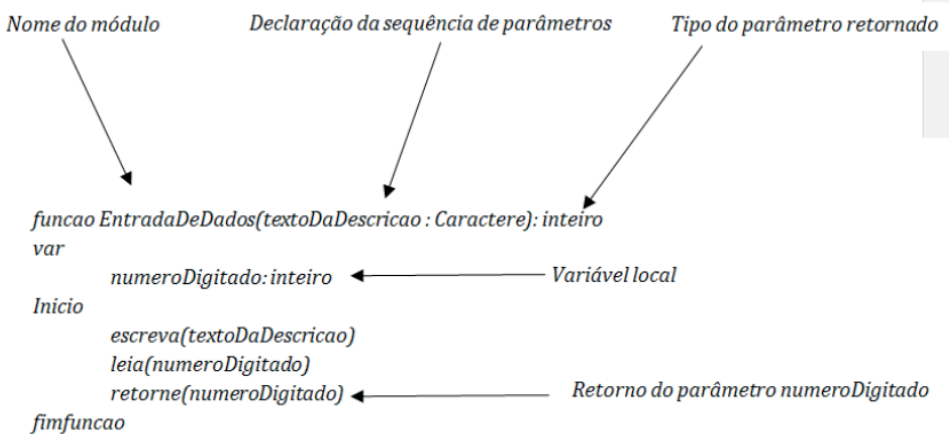 Nome do módulo
Declaração da sequência de parâmetros
Tipo do parâmetro retornado
funcao EntradaDeDados(textoDaDescricao : Caractere): inteiro
var
numeroDigitado: inteiro
Variável local
Inicio
escreva(textoDaDescricao)
leia(numeroDigitado)
retorne(numeroDigitado)
Retorno do parâmetro numeroDigitado
fimfuncao